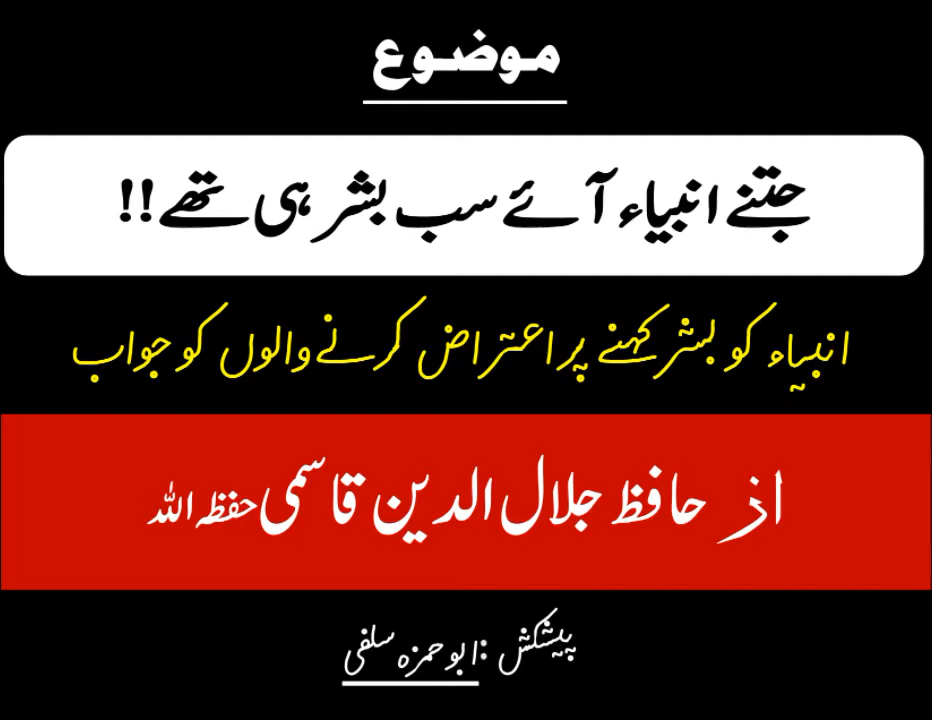 موضوع
جتنے انبیاء آئے سب بشر ہی تھے!!
انبیاء کو بشر کہنے پر اعتراض کرنے والوں کو جواب
از حافظ جلال الدین قاسمی حفظہ اللہ
پیشکش: ابو حمزہ سلفی